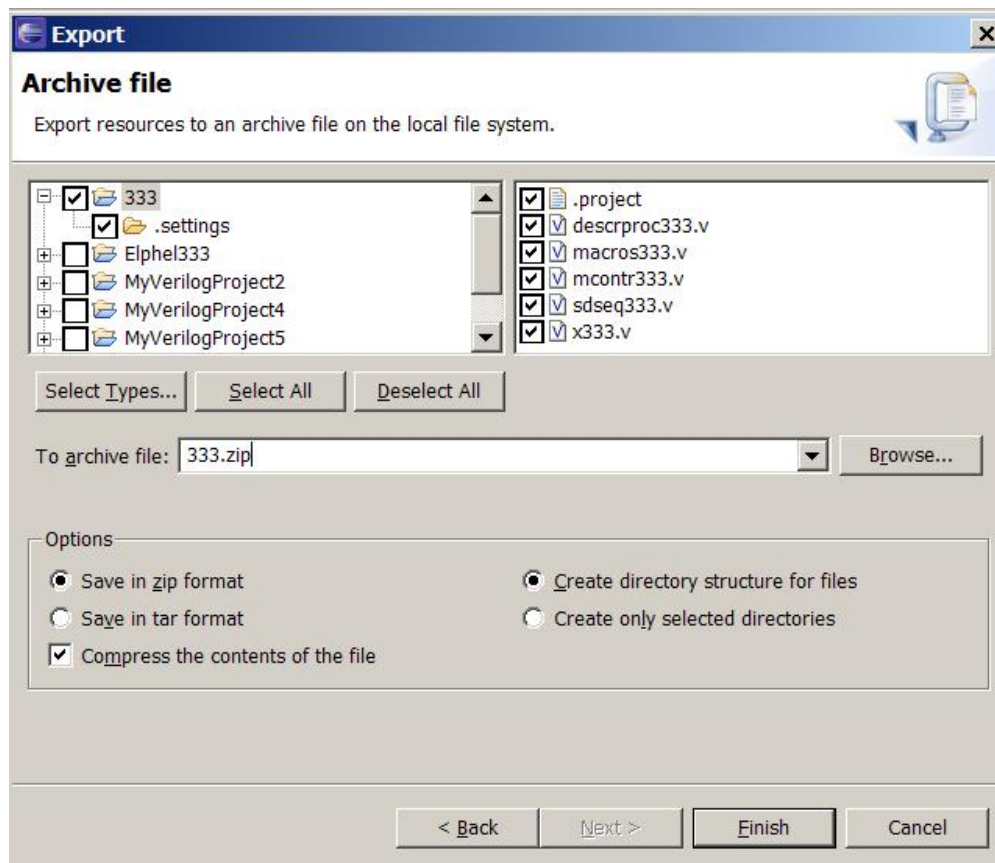 Export
Archive file
Export resources to an archive file on the local file system.
333
.settings
Elphel333
MyVerilogProject2
MyVerilogProject4
MyVerilogProject5
.project
descrproc333.v
macros333.v
mcontr333.v
sdseq333.v
x333.v
Select Types... Select All Deselect All
To archive file: 333.zip Browse...
Options
Save in zip format Create directory structure for files
Save in tar format Create only selected directories
Compress the contents of the file
< Back Next > Finish Cancel